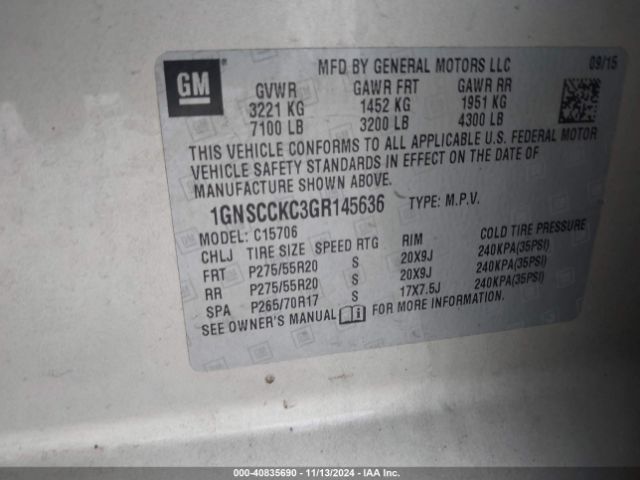 GM
MFD BY GENERAL MOTORS LLC 09/15
GVWR GAWR FRT GAWR RR
3221 KG 1452 KG 1951 KG
7100 LB 3200 LB 4300 LB
THIS VEHICLE CONFORMS TO ALL APPLICABLE U.S. FEDERAL MOTOR
VEHICLE SAFETY STANDARDS IN EFFECT ON THE DATE OF
MANUFACTURE SHOWN ABOVE.
1GNSCCKC3GR145636 TYPE: M.P.V.
MODEL: C15706
CHLJ TIRE SIZE SPEED RTG RIM COLD TIRE PRESSURE
FRT P275/55R20 S 20X9J 240KPA(35PSI)
RR P275/55R20 S 20X9J 240KPA(35PSI)
SPA P265/70R17 S 17X7.5J 240KPA(35PSI)
SEE OWNER'S MANUAL FOR MORE INFORMATION.
000-40835690 - 11/13/2024 - IAA Inc.